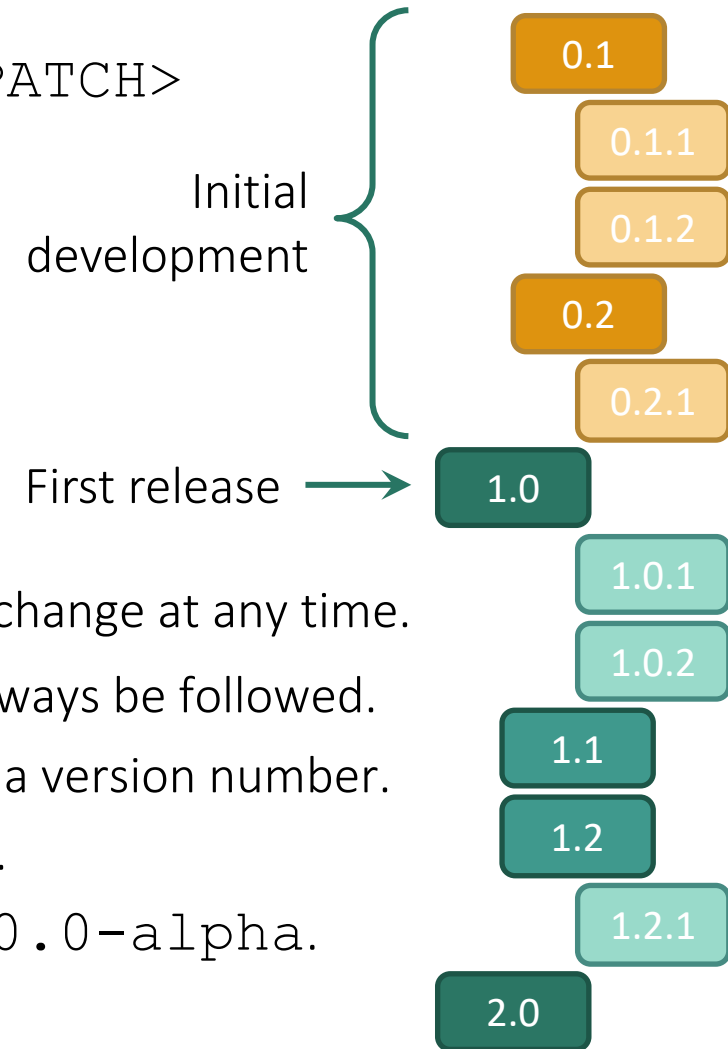 0.1
PATCH>
0.1.1
Initial
0.1.2
development
0.2
0.2.1
First release
1.0
1.0.1
change at any time.
1.0.2
ways be followed.
1.1
a version number.
1.2
.
0.0-alpha.
1.2.1
2.0